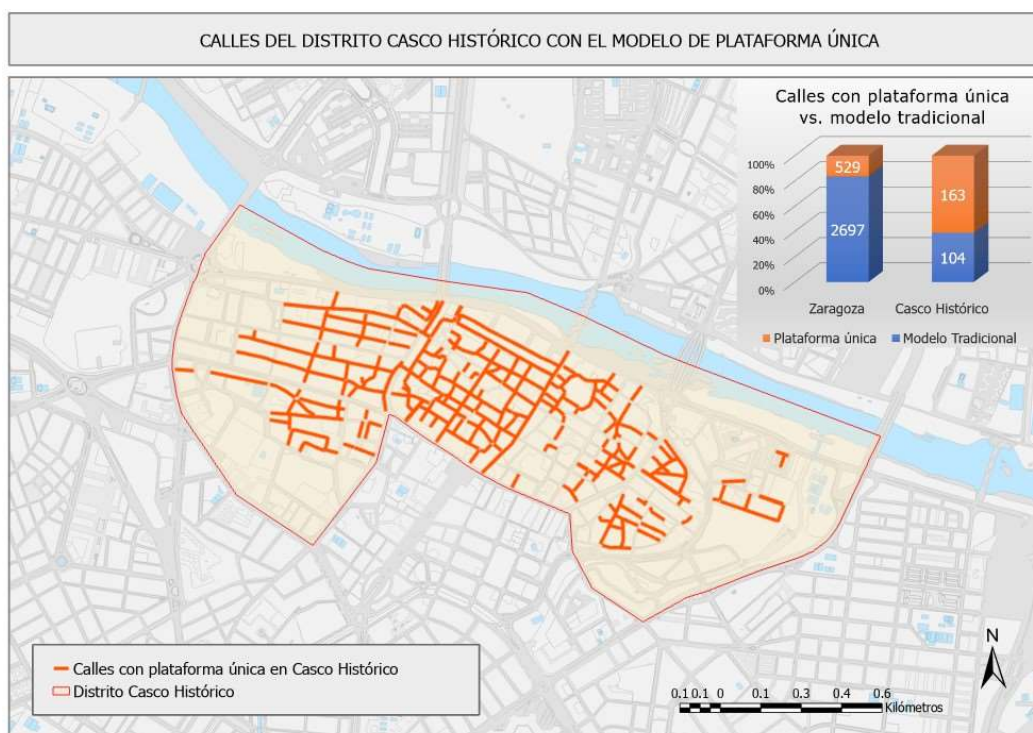 CALLES DEL DISTRITO CASCO HISTÓRICO CON EL MODELO DE PLATAFORMA ÚNICA
Calles con plataforma única
vs. modelo tradicional
100%
80%
60%
40%
20%
0%
529
2697
163
104
Zaragoza
Casco Histórico
Plataforma única
Modelo Tradicional
Calles con plataforma única en Casco Histórico
Distrito Casco Histórico
N
0.1 0.1 0 0.1 0.3 0.4 0.6
Kilómetros